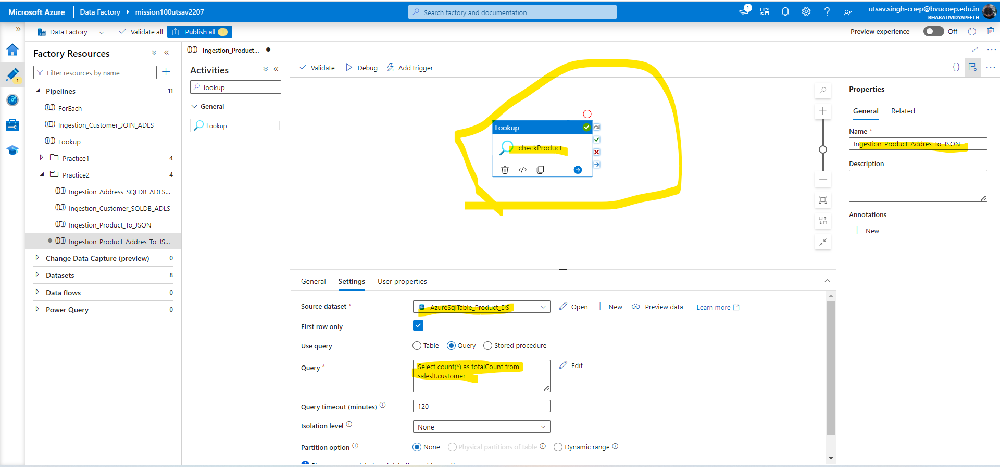 Microsoft Azure
Data Factory
mission100utsav2207
Search factory and documentation
1
utsav.singh-coep@bvucoep.edu.in
BHARATIVIDYAPEETH
Data Factory
Validate all
Publish all
1
Preview experience
Off
Factory Resources
Filter resources by name
1
Pipelines
11
ForEach
Ingestion_Customer_JOIN_ADLS
Lookup
Practice1
4
Practice2
4
Ingestion_Address_SQLDB_ADLS...
Ingestion_Customer_SQLDB_ADLS
Ingestion_Product_To_JSON
Ingestion_Product_Addres_To_JS...
Change Data Capture (preview)
0
Datasets
8
Data flows
0
Power Query
0
Ingestion_Product...
Activities
lookup
General
Lookup
Validate
Debug
Add trigger
Lookup
checkProduct
Properties
General
Related
Name *
Ingestion_Product_Addres_To_JSON
Description
Annotations
New
General
Settings
User properties
Source dataset *
AzureSqlTable_Product_DS
Open
New
Preview data
Learn more
First row only
Use query
Table
Query
Stored procedure
Query *
Select count(*) as totalCount from
saleslt.customer
Edit
Query timeout (minutes)
120
Isolation level
None
Partition option
None
Physical partitions of table
Dynamic range